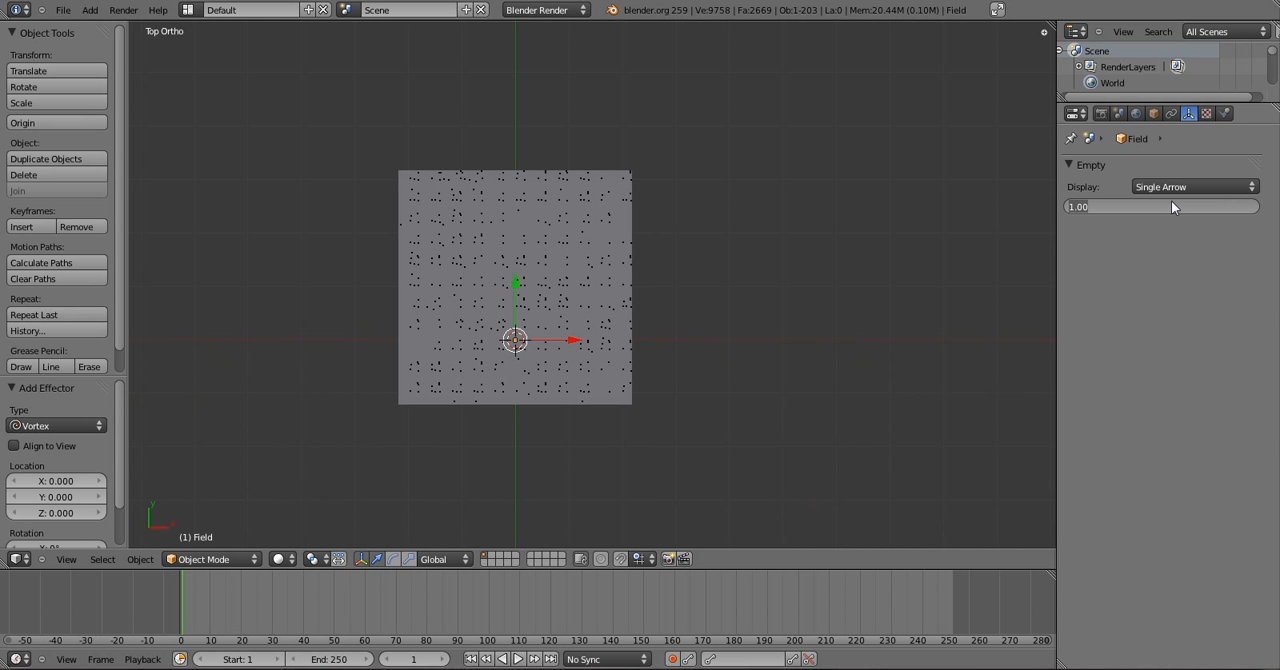 File Add Render Help Default Scene Blender Render blender.org 259 | Ve:9758 | Fa:2669 | Ob:1-203 | La:0 | Mem:20.44M (0.10M) | Field
Object Tools
Transform:
Translate
Rotate
Scale
Origin
Object:
Duplicate Objects
Delete
Join
Keyframes:
Insert Remove
Motion Paths:
Calculate Paths
Clear Paths
Repeat:
Repeat Last
History...
Grease Pencil:
Draw Line Erase
Add Effector
Type
Vortex
Align to View
Location
X: 0.000
Y: 0.000
Z: 0.000
Rotation
Top Ortho
y
x
(1) Field
View Select Object Object Mode Global
View Search All Scenes
Scene
RenderLayers |
World
Field
Empty
Display: Single Arrow
1.00
-50 -40 -30 -20 -10 0 10 20 30 40 50 60 70 80 90 100 110 120 130 140 150 160 170 180 190 200 210 220 230 240 250 260 270 280
View Frame Playback Start: 1 End: 250 1 No Sync